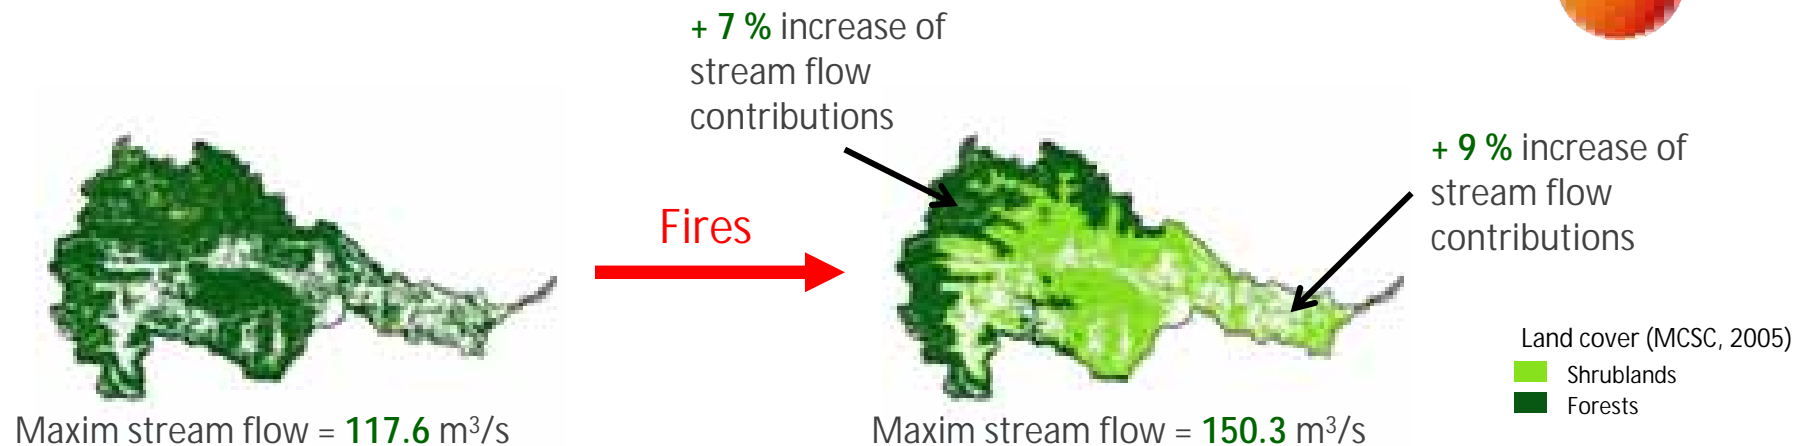 + 7 % increase of
stream flow
contributions
+ 9 % increase of
stream flow
contributions
Fires
Land cover (MCSC, 2005)
Shrublands
Forests
Maxim stream flow = 117.6 m³/s
Maxim stream flow = 150.3 m³/s